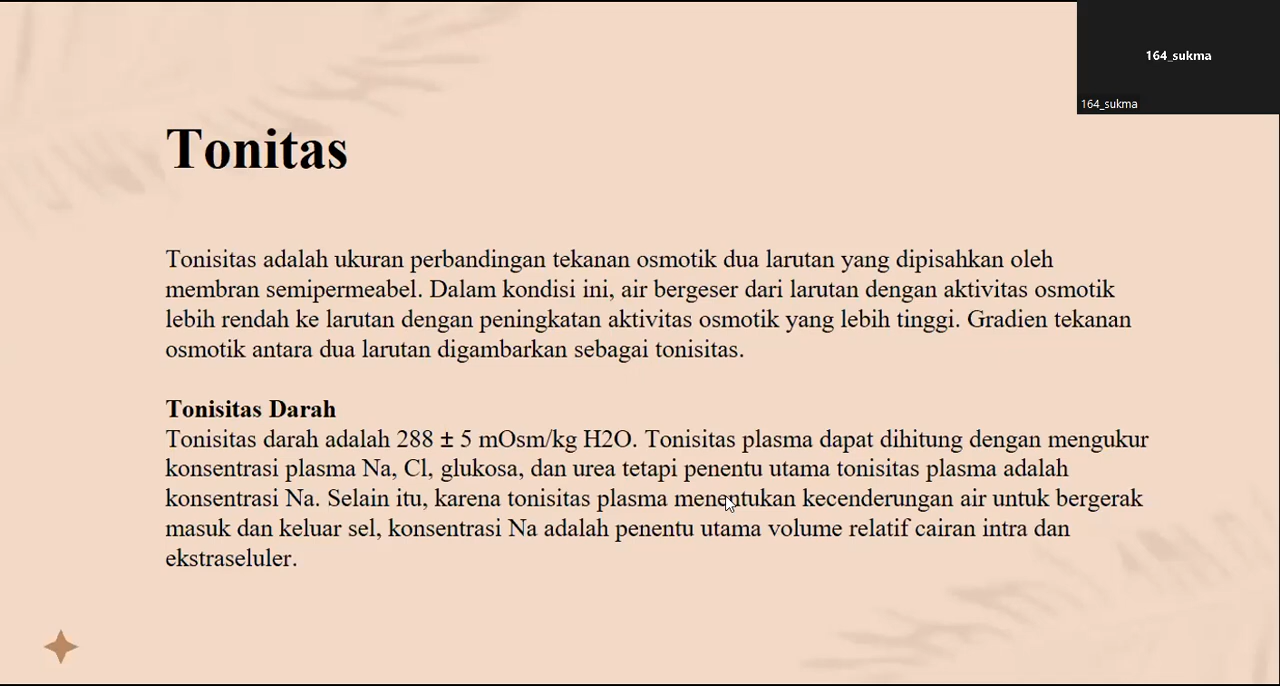 164_sukma
164_sukma
Tonitas
Tonisitas adalah ukuran perbandingan tekanan osmotik dua larutan yang dipisahkan oleh
membran semipermeabel. Dalam kondisi ini, air bergeser dari larutan dengan aktivitas osmotik
lebih rendah ke larutan dengan peningkatan aktivitas osmotik yang lebih tinggi. Gradien tekanan
osmotik antara dua larutan digambarkan sebagai tonisitas.
Tonisitas Darah
Tonisitas darah adalah 288 ± 5 mOsm/kg H2O. Tonisitas plasma dapat dihitung dengan mengukur
konsentrasi plasma Na, Cl, glukosa, dan urea tetapi penentu utama tonisitas plasma adalah
konsentrasi Na. Selain itu, karena tonisitas plasma menentukan kecenderungan air untuk bergerak
masuk dan keluar sel, konsentrasi Na adalah penentu utama volume relatif cairan intra dan
ekstraseluler.